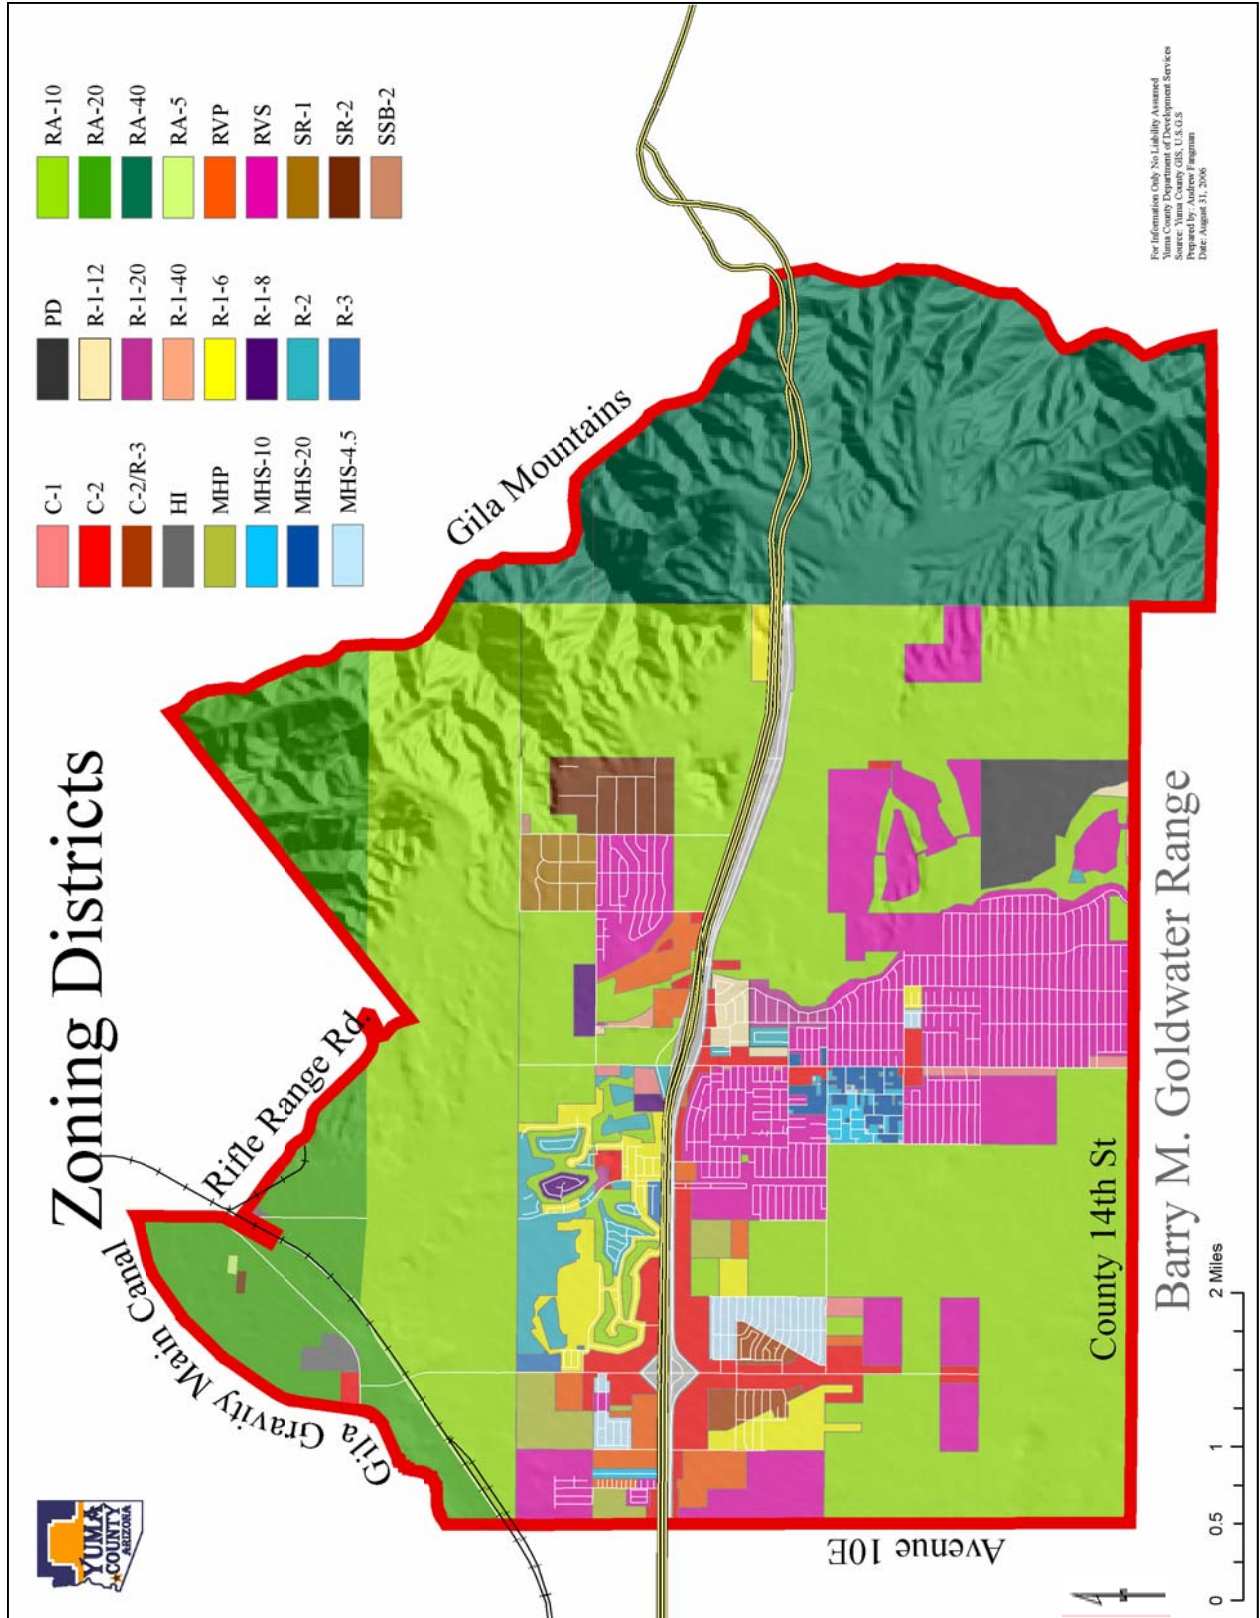 Zoning Districts
C-1
C-2
C-2/R-3
HI
MHP
MHS-10
MHS-20
MHS-4.5
PD
R-1-12
R-1-20
R-1-40
R-1-6
R-1-8
R-2
R-3
RA-10
RA-20
RA-40
RA-5
RVP
RVS
SR-1
SR-2
SSB-2
YUMA
COUNTY
ARIZONA
Gila Gravity Main Canal
Rifle Range Rd.
Gila Mountains
Avenue 10E
County 14th St
Barry M. Goldwater Range
0 0.5 1 2 Miles
For Information Only No Liability Assumed
Yuma County Department of Development Services
Source: Yuma County GIS, U.S.G.S
Prepared by: Andrew Fangman
Date: August 31, 2006